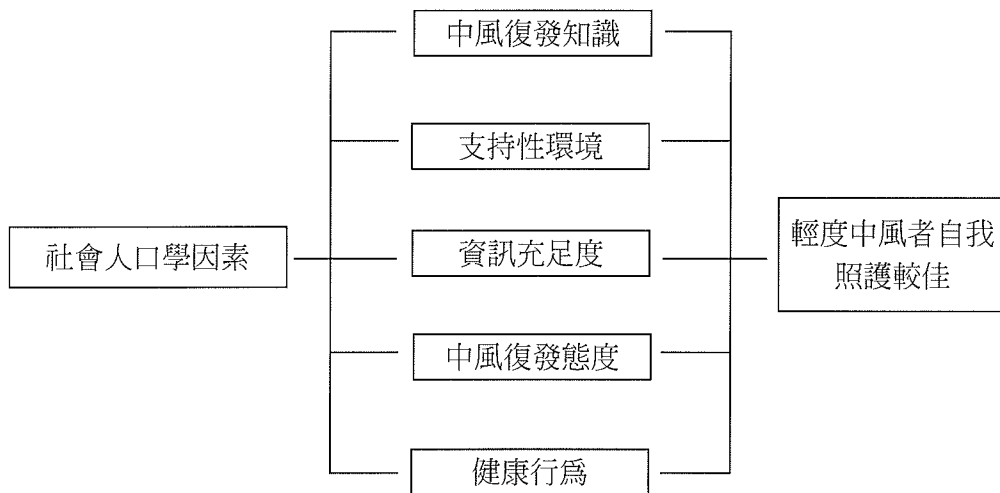 中風復發知識
支持性環境
社會人口學因素
資訊充足度
輕度中風者自我
照護較佳
中風復發態度
健康行為